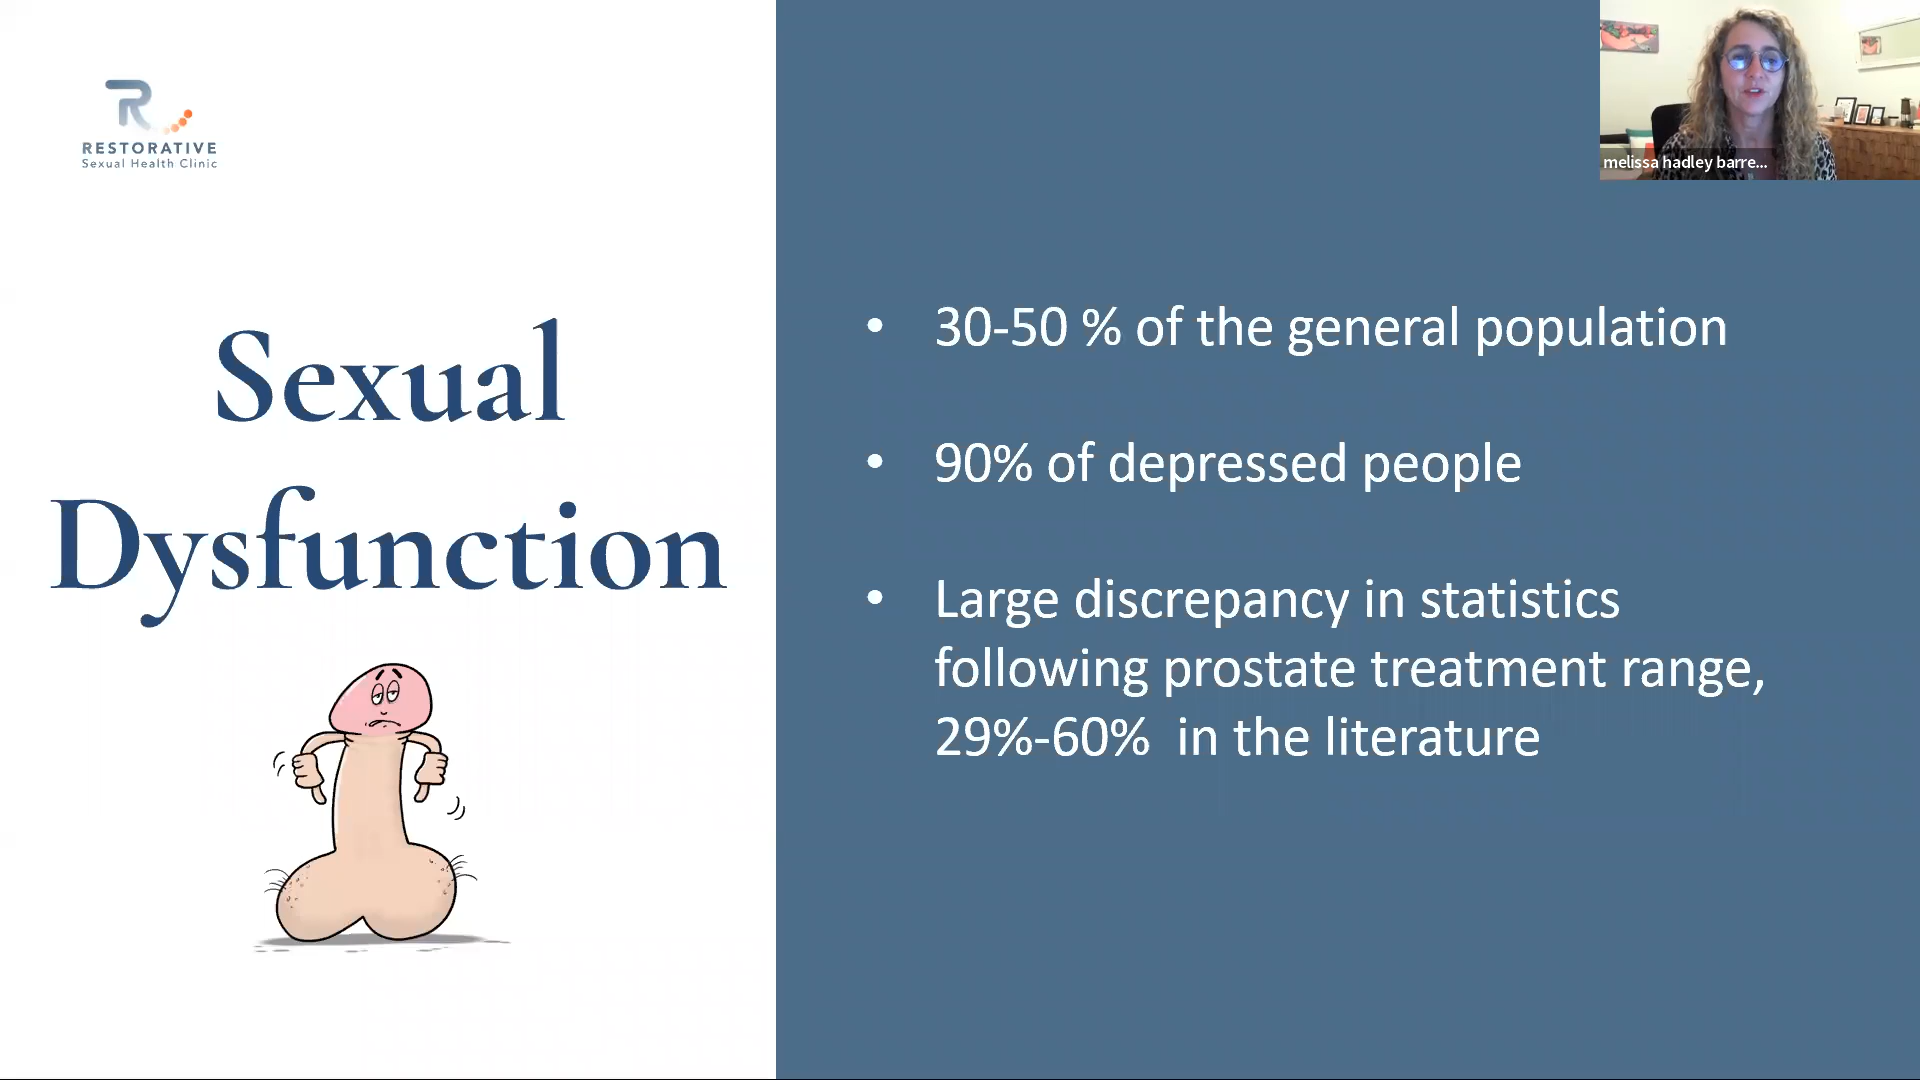 RESTORATIVE
Sexual Health Clinic
Sexual
Dysfunction
• 30-50 % of the general population
• 90% of depressed people
• Large discrepancy in statistics
following prostate treatment range,
29%-60%  in the literature
melissa hadley barre...